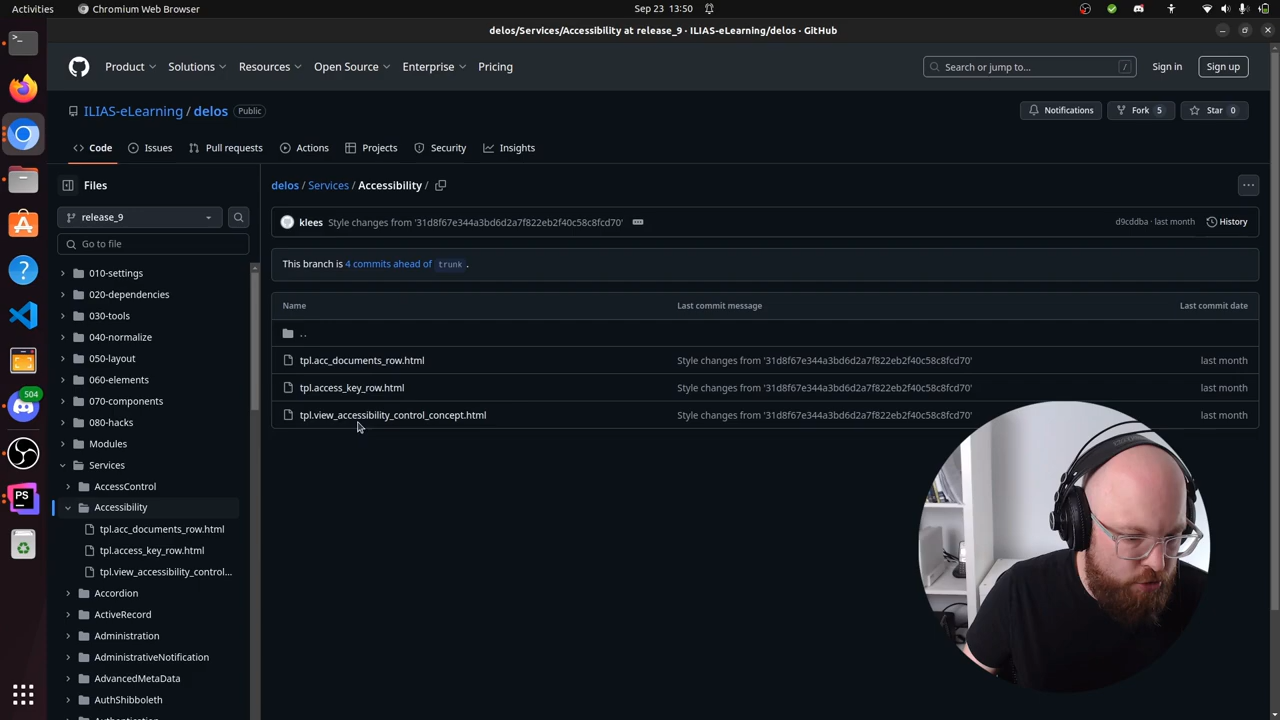 Activities
Chromium Web Browser
Sep 23 13:50
delos/Services/Accessibility at release_9 · ILIAS-eLearning/delos · GitHub
Product
Solutions
Resources
Open Source
Enterprise
Pricing
Search or jump to...
/
Sign in
Sign up
ILIAS-eLearning / delos
Public
Notifications
Fork 5
Star 0
Code
Issues
Pull requests
Actions
Projects
Security
Insights
Files
release_9
Go to file
010-settings
020-dependencies
030-tools
040-normalize
050-layout
060-elements
070-components
080-hacks
Modules
Services
AccessControl
Accessibility
tpl.acc_documents_row.html
tpl.access_key_row.html
tpl.view_accessibility_control...
Accordion
ActiveRecord
Administration
AdministrativeNotification
AdvancedMetaData
AuthShibboleth
delos / Services / Accessibility /
klees Style changes from '31d8f67e344a3bd6d2a7f822eb2f40c58c8fcd70'
d9cddba · last month
History
This branch is 4 commits ahead of trunk.
Name Last commit message Last commit date
..
tpl.acc_documents_row.html Style changes from '31d8f67e344a3bd6d2a7f822eb2f40c58c8fcd70' last month
tpl.access_key_row.html Style changes from '31d8f67e344a3bd6d2a7f822eb2f40c58c8fcd70' last month
tpl.view_accessibility_control_concept.html Style changes from '31d8f67e344a3bd6d2a7f822eb2f40c58c8fcd70' last month
504
PS